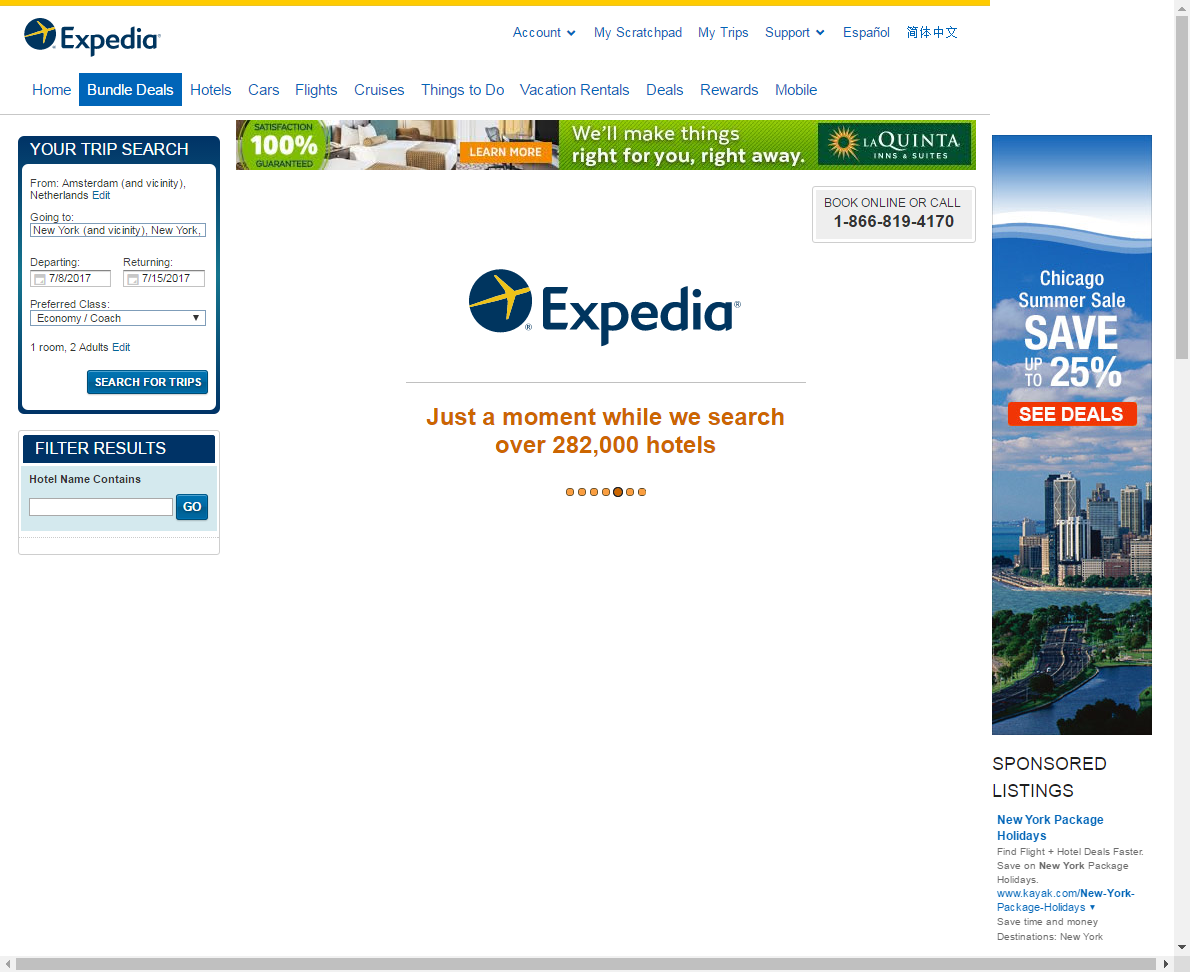 Expedia
Account
My Scratchpad
My Trips
Support
Español
简体中文
Home
Bundle Deals
Hotels
Cars
Flights
Cruises
Things to Do
Vacation Rentals
Deals
Rewards
Mobile
YOUR TRIP SEARCH
From: Amsterdam (and vicinity),
Netherlands Edit
Going to:
New York (and vicinity), New York,
Departing:
Returning:
7/8/2017
7/15/2017
Preferred Class:
Economy / Coach
1 room, 2 Adults Edit
SEARCH FOR TRIPS
FILTER RESULTS
Hotel Name Contains
GO
SATISFACTION
100%
GUARANTEED
LEARN MORE
We'll make things
right for you, right away.
LAQUINTA
INNS & SUITES
BOOK ONLINE OR CALL
1-866-819-4170
Expedia®
Just a moment while we search
over 282,000 hotels
Chicago
Summer Sale
SAVE
UP
TO 25%
SEE DEALS
SPONSORED
LISTINGS
New York Package
Holidays
Find Flight + Hotel Deals Faster.
Save on New York Package
Holidays.
www.kayak.com/New-York-
Package-Holidays
Save time and money
Destinations: New York